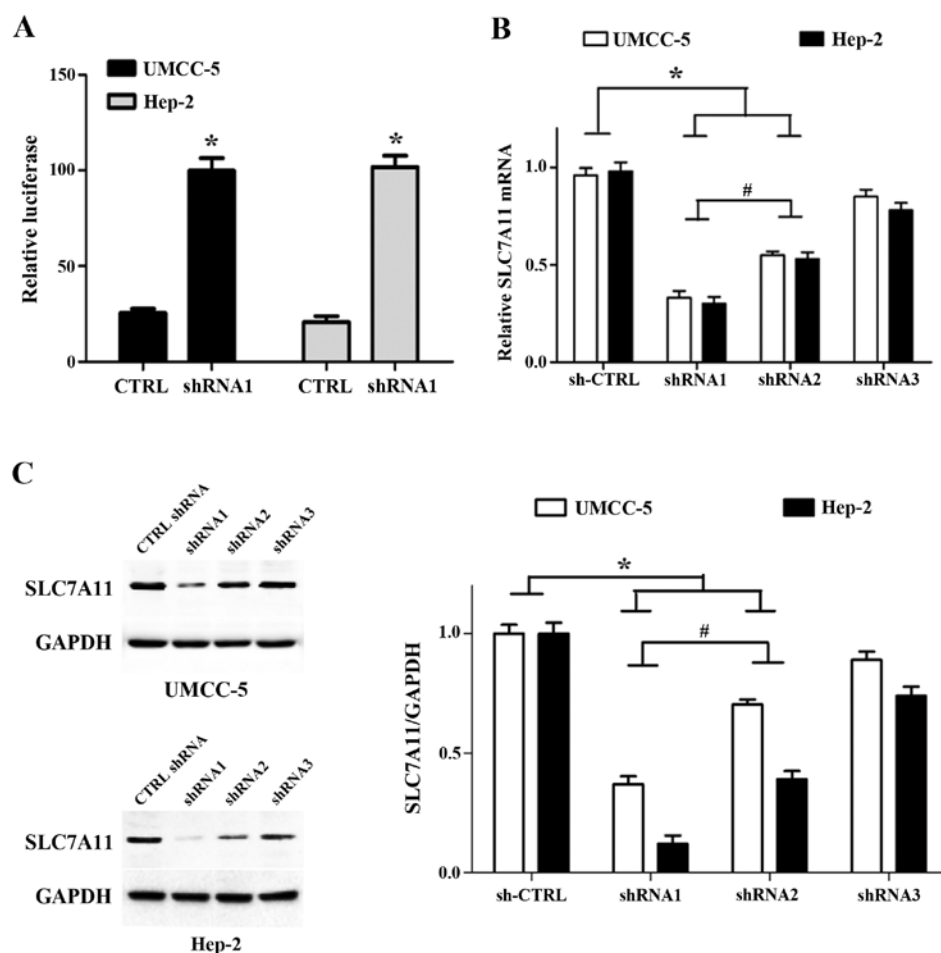 A
UMCC-5
Hep-2
Relative luciferase
150
100
50
0
*
*
CTRL
shRNA1
CTRL
shRNA1
B
UMCC-5
Hep-2
Relative SLC7A11 mRNA
1.0
0.5
0.0
*
#
sh-CTRL
shRNA1
shRNA2
shRNA3
C
CTRL shRNA
shRNA1
shRNA2
shRNA3
SLC7A11
GAPDH
UMCC-5
CTRL shRNA
shRNA1
shRNA2
shRNA3
SLC7A11
GAPDH
Hep-2
UMCC-5
Hep-2
SLC7A11/GAPDH
1.0
0.5
0.0
*
#
sh-CTRL
shRNA1
shRNA2
shRNA3